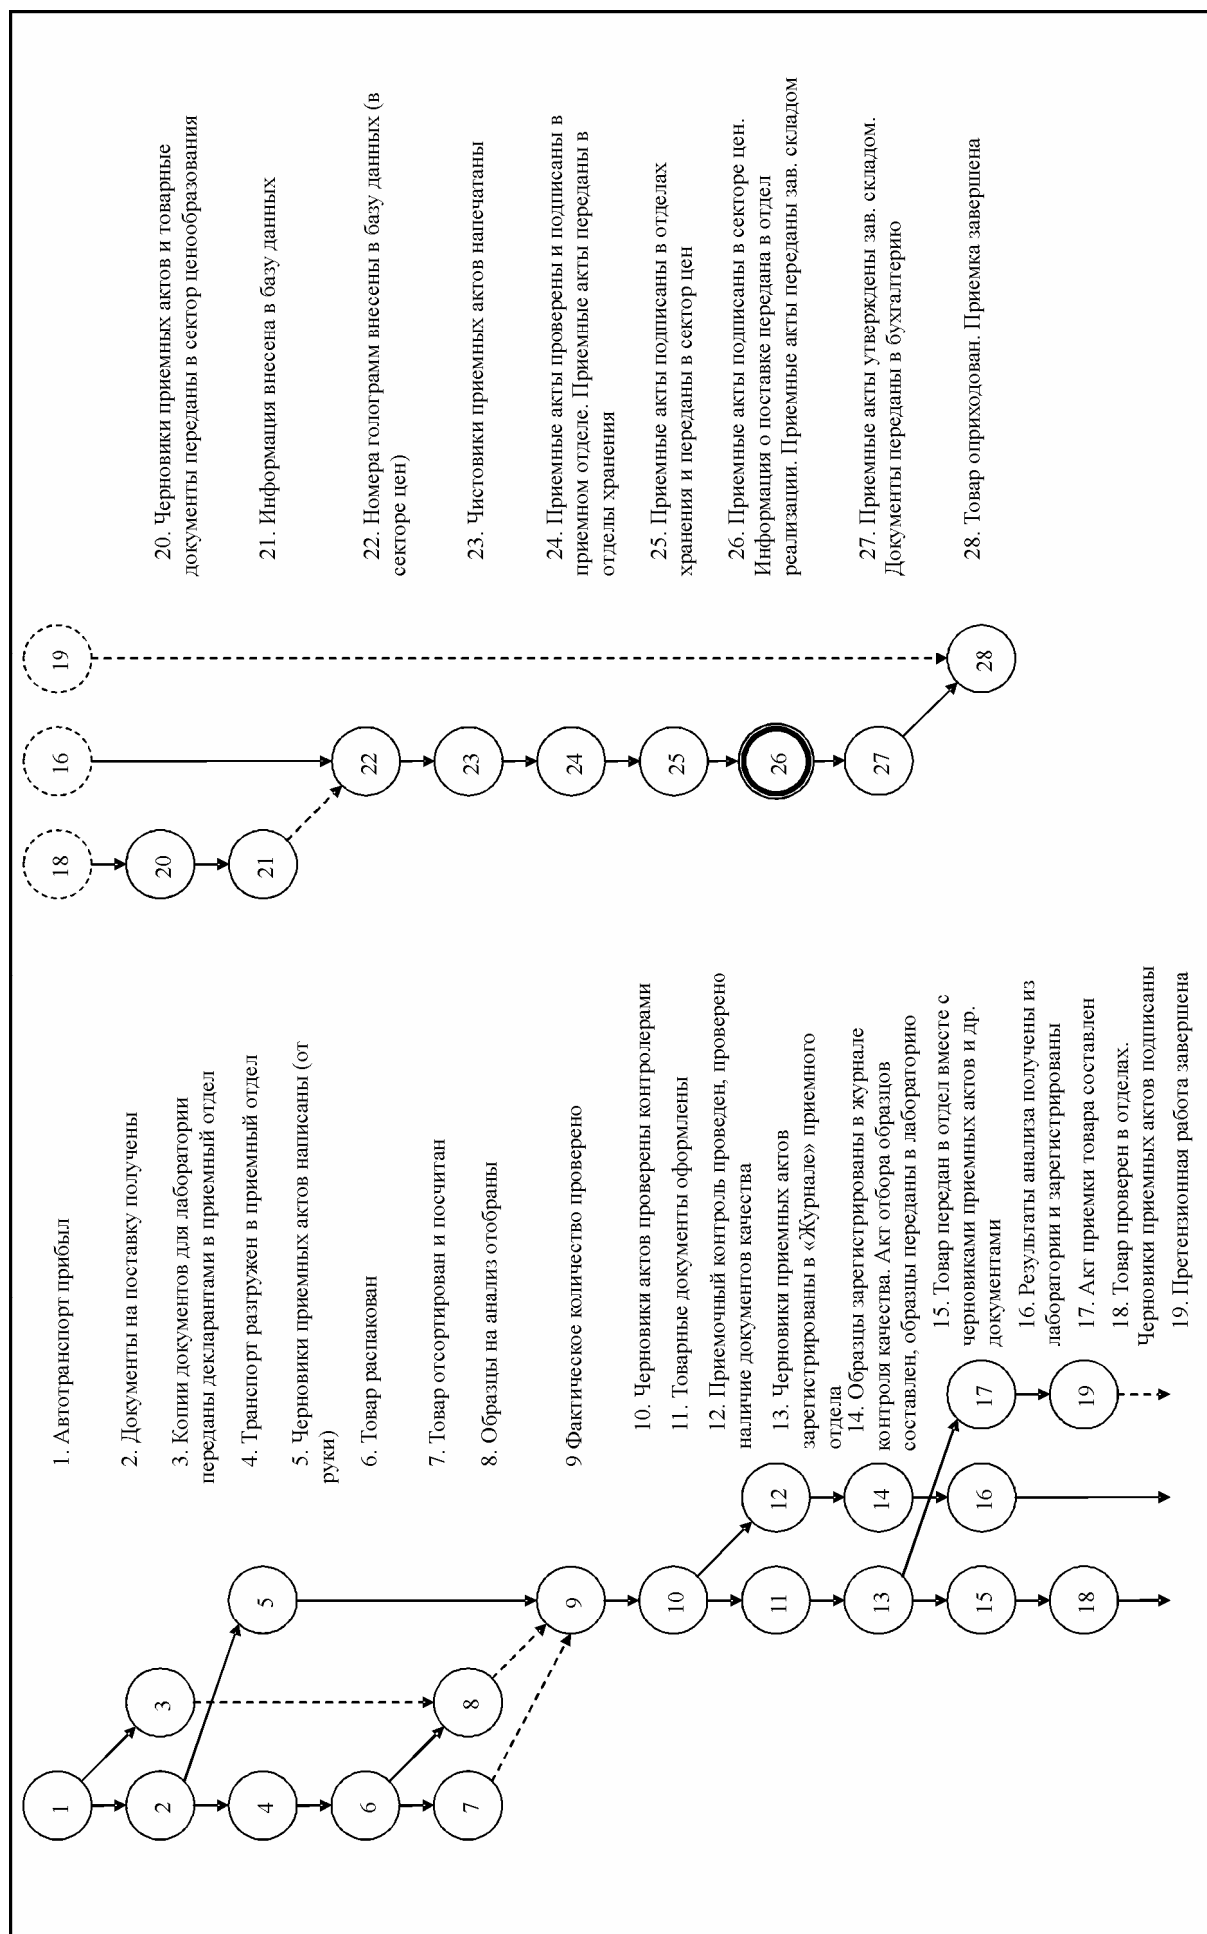 1. Автотранспорт прибыл
2. Документы на поставку получены
3. Копии документов для лаборатории
переданы декларантами в приемный отдел
4. Транспорт разгружен в приемный отдел
5. Черновики приемных актов написаны (от
руки)
6. Товар распакован
7. Товар отсортирован и посчитан
8. Образцы на анализ отобраны
9 Фактическое количество проверено
10. Черновики актов проверены контролерами
11. Товарные документы оформлены
12. Приемочный контроль проведен, проверено
наличие документов качества
13. Черновики приемных актов
зарегистрированы в «Журнале» приемного
отдела
14. Образцы зарегистрированы в журнале
контроля качества. Акт отбора образцов
составлен, образцы переданы в лабораторию
15. Товар передан в отдел вместе с
черновиками приемных актов и др.
документами
16. Результаты анализа получены из
лаборатории и зарегистрированы
17. Акт приемки товара составлен
18. Товар проверен в отделах.
Черновики приемных актов подписаны
19. Претензионная работа завершена
1
2
3
4
5
6
7
8
9
10
11
12
13
14
15
16
17
18
19
20. Черновики приемных актов и товарные
документы переданы в сектор ценообразования
21. Информация внесена в базу данных
22. Номера голограмм внесены в базу данных (в
секторе цен)
23. Чистовики приемных актов напечатаны
24. Приемные акты проверены и подписаны в
приемном отделе. Приемные акты переданы в
отделы хранения
25. Приемные акты подписаны в отделах
хранения и переданы в сектор цен
26. Приемные акты подписаны в секторе цен.
Информация о поставке передана в отдел
реализации. Приемные акты переданы зав. складом
27. Приемные акты утверждены зав. складом.
Документы переданы в бухгалтерию
28. Товар оприходован. Приемка завершена
18
16
19
20
21
22
23
24
25
26
27
28